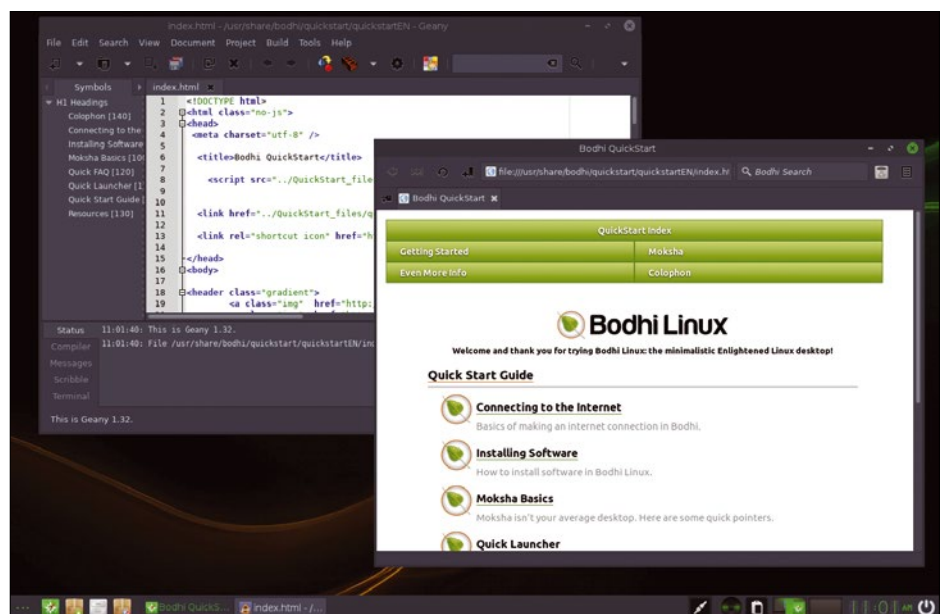 index.html - /usr/share/bodhi/quickstart/quickstartEN - Geany
File Edit Search View Document Project Build Tools Help
Symbols
index.html
H1 Headings
Colophon [140]
Connecting to the
Installing Software
Moksha Basics [10
Quick FAQ [120]
Quick Launcher [1
Quick Start Guide [
Resources [130]
1 <!DOCTYPE html>
2 <html class="no-js">
3 <head>
4 <meta charset="utf-8" />
5
6 <title>Bodhi QuickStart</title>
7
8 <script src="../QuickStart_file
9
10
11 <link href="../QuickStart_files/q
12
13 <link rel="shortcut icon" href="h
14
15 </head>
16 <body>
17
18 <header class="gradient">
19 <a class="img" href="http:
Status
Compiler
Messages
Scribble
Terminal
11:01:40: This is Geany 1.32.
11:01:40: File /usr/share/bodhi/quickstart/quickstartEN/ind
This is Geany 1.32.
Bodhi QuickStart
file:///usr/share/bodhi/quickstart/quickstartEN/index.h
Bodhi Search
Bodhi QuickStart
QuickStart Index
Getting Started Moksha
Even More Info Colophon
Bodhi Linux
Welcome and thank you for trying Bodhi Linux: the minimalistic Enlightened Linux desktop!
Quick Start Guide
Connecting to the Internet
Basics of making an internet connection in Bodhi.
Installing Software
How to install software in Bodhi Linux.
Moksha Basics
Moksha isn't your average desktop. Here are some quick pointers.
Quick Launcher
Bodhi QuickS... index.html - /...